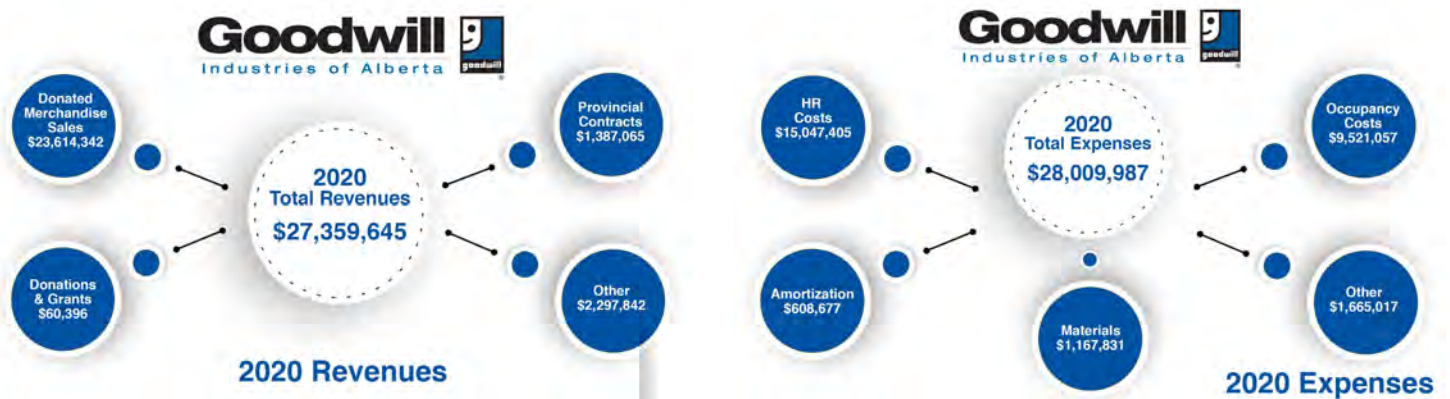 Goodwill
Industries of Alberta
goodwill
Donated
Merchandise
Sales
$23,614,342
Provincial
Contracts
$1,387,065
2020
Total Revenues
$27,359,645
Donations
& Grants
$60,396
Other
$2,297,842
2020 Revenues
Goodwill
Industries of Alberta
goodwill
HR
Costs
$15,047,405
2020
Total Expenses
$28,009,987
Occupancy
Costs
$9,521,057
Amortization
$608,677
Materials
$1,167,831
Other
$1,665,017
2020 Expenses